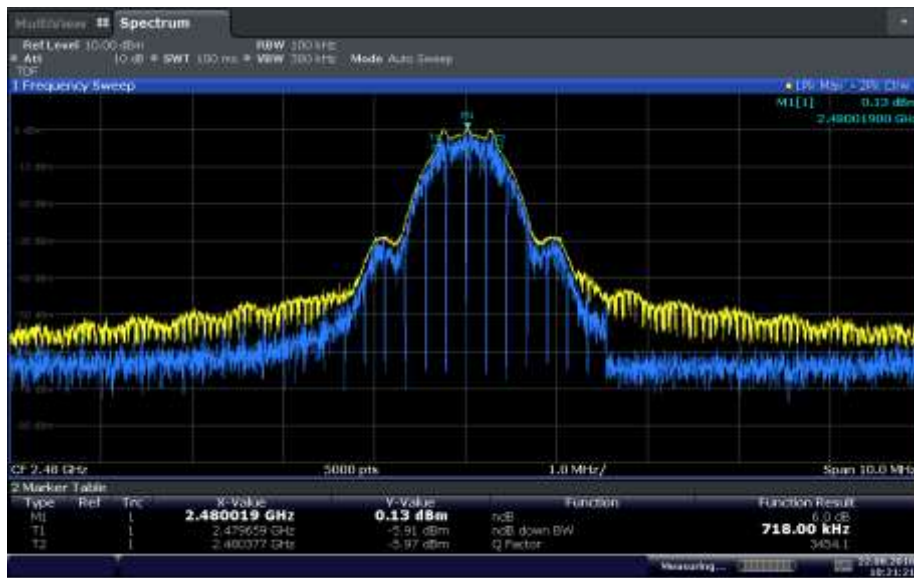 MultiView Spectrum
Ref Level 10.00 dBm RBW 100 kHz
Att 10 dB SWT 100 ms VBW 300 kHz Mode Auto Sweep
TDF
1 Frequency Sweep 1Pk Max 2Pk Clrw
M1[1] 0.13 dBm
2.48001900 GHz
M1
CF 2.48 GHz 5000 pts 1.0 MHz/ Span 10.0 MHz
2 Marker Table
Type Ref Trc X-Value Y-Value Function Function Result
M1 1 2.480019 GHz 0.13 dBm ndB 6.0 dB
T1 1 2.479659 GHz -5.91 dBm ndB down BW 718.00 kHz
T2 1 2.480377 GHz -5.97 dBm Q Factor 3454.1
Measuring...